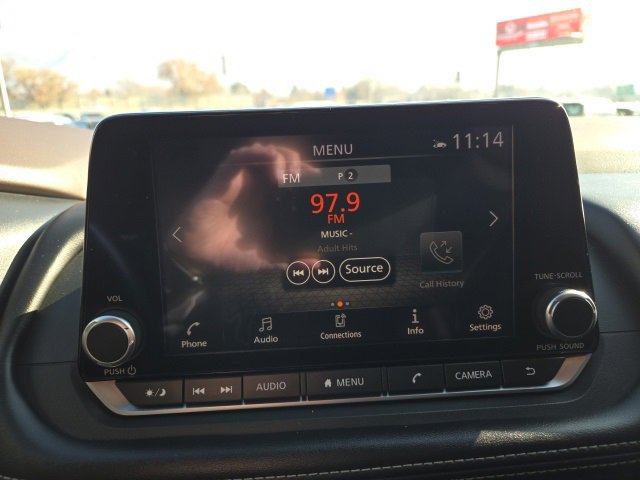 MENU 11:14
FM P 2
97.9
FM
MUSIC -
Adult Hits
Source
Call History
Phone Audio Connections Info Settings
VOL
PUSH
TUNE·SCROLL
PUSH SOUND
AUDIO MENU CAMERA